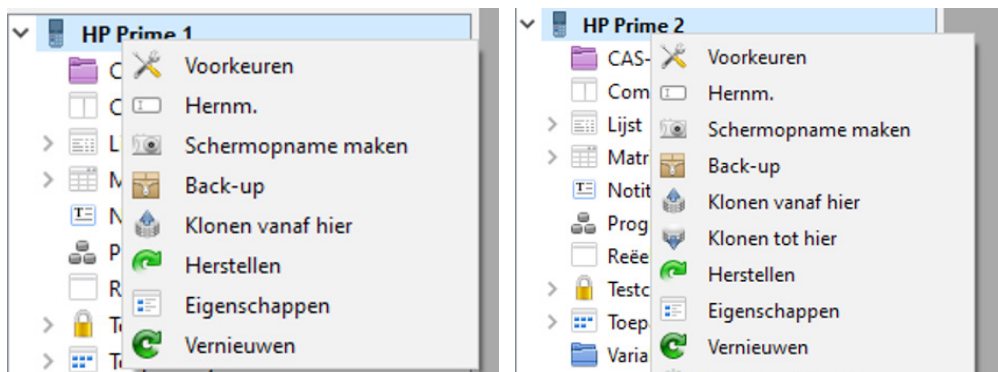 HP Prime 1
Voorkeuren
Hernm.
Schermopname maken
Back-up
Klonen vanaf hier
Herstellen
Eigenschappen
Vernieuwen
HP Prime 2
CAS-
Com
Lijst
Matr
Notit
Prog
Reëe
Testc
Toep
Varia
Voorkeuren
Hernm.
Schermopname maken
Back-up
Klonen vanaf hier
Klonen tot hier
Herstellen
Eigenschappen
Vernieuwen